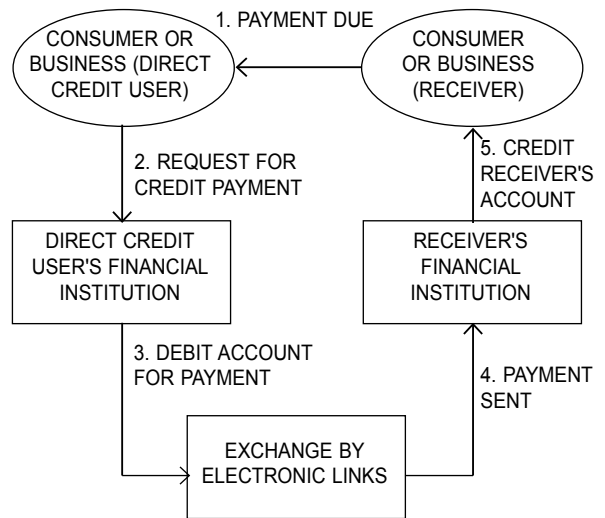 1. PAYMENT DUE
CONSUMER OR
BUSINESS (DIRECT
CREDIT USER)
CONSUMER
OR BUSINESS
(RECEIVER)
2. REQUEST FOR
CREDIT PAYMENT
5. CREDIT
RECEIVER'S
ACCOUNT
DIRECT CREDIT
USER'S FINANCIAL
INSTITUTION
RECEIVER'S
FINANCIAL
INSTITUTION
3. DEBIT ACCOUNT
FOR PAYMENT
4. PAYMENT
SENT
EXCHANGE BY
ELECTRONIC LINKS